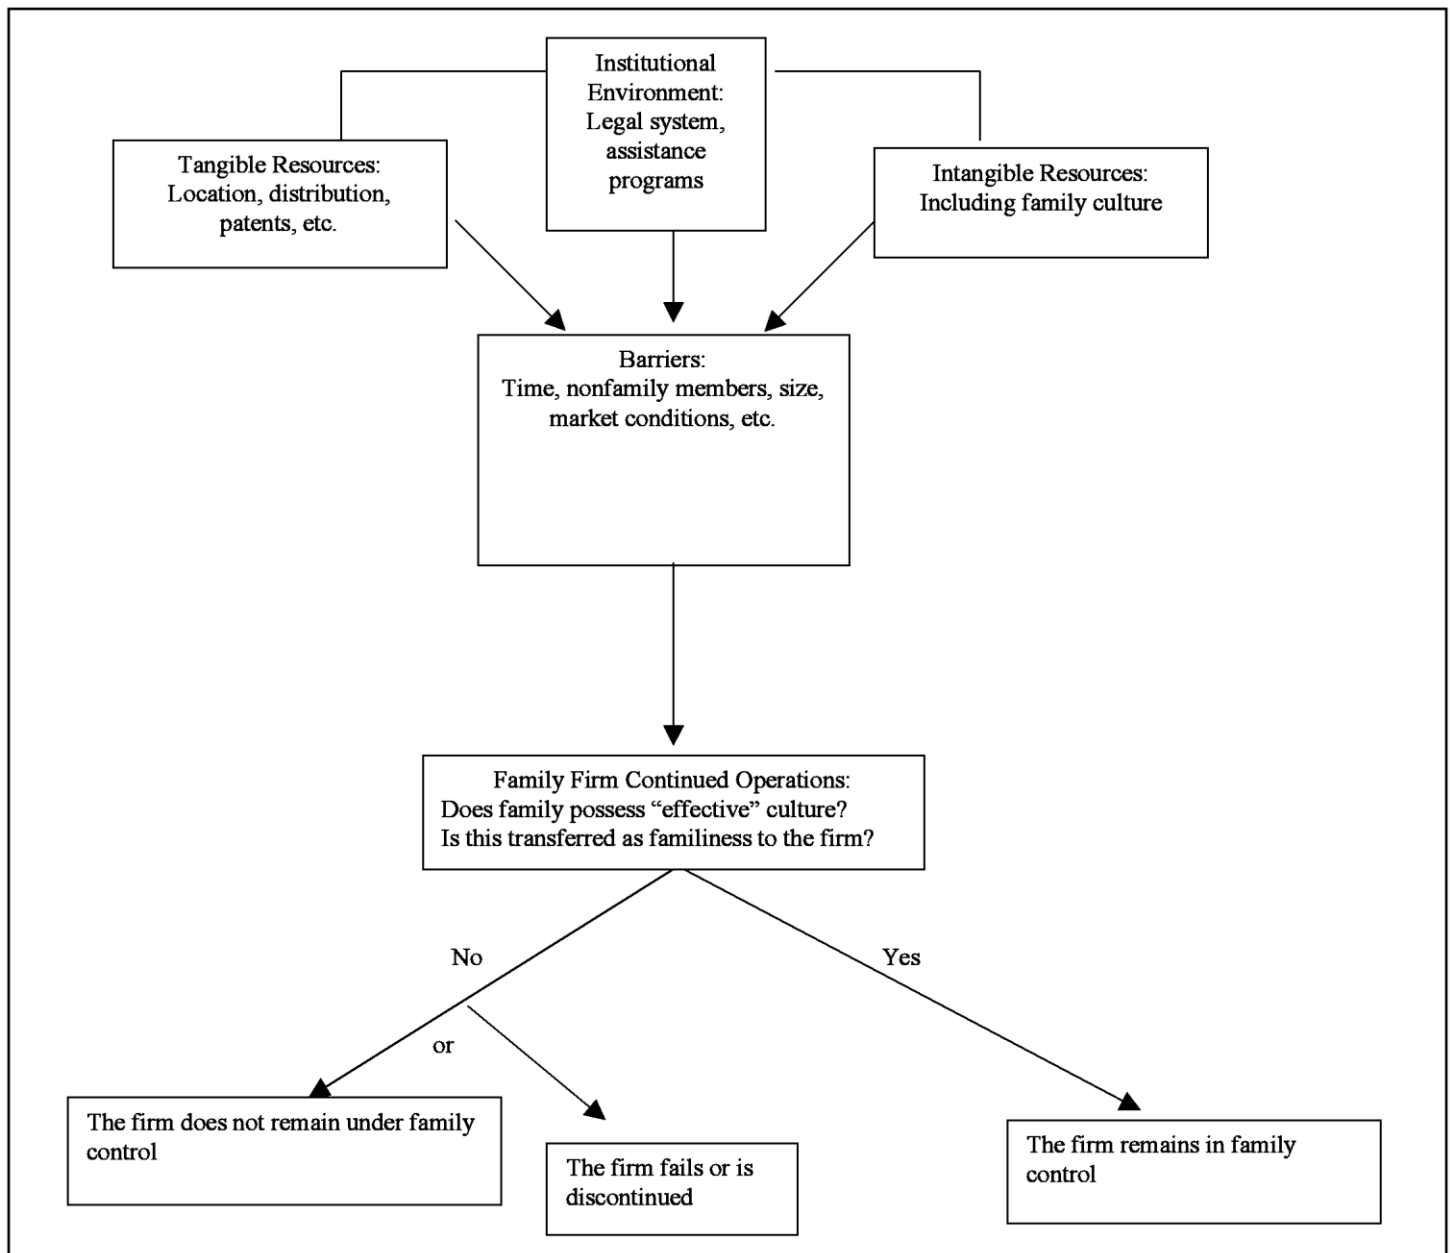 Institutional
Environment:
Legal system,
assistance
programs
Tangible Resources:
Location, distribution,
patents, etc.
Intangible Resources:
Including family culture
Barriers:
Time, nonfamily members, size,
market conditions, etc.
Family Firm Continued Operations:
Does family possess “effective” culture?
Is this transferred as familiness to the firm?
No
Yes
or
The firm does not remain under family
control
The firm fails or is
discontinued
The firm remains in family
control